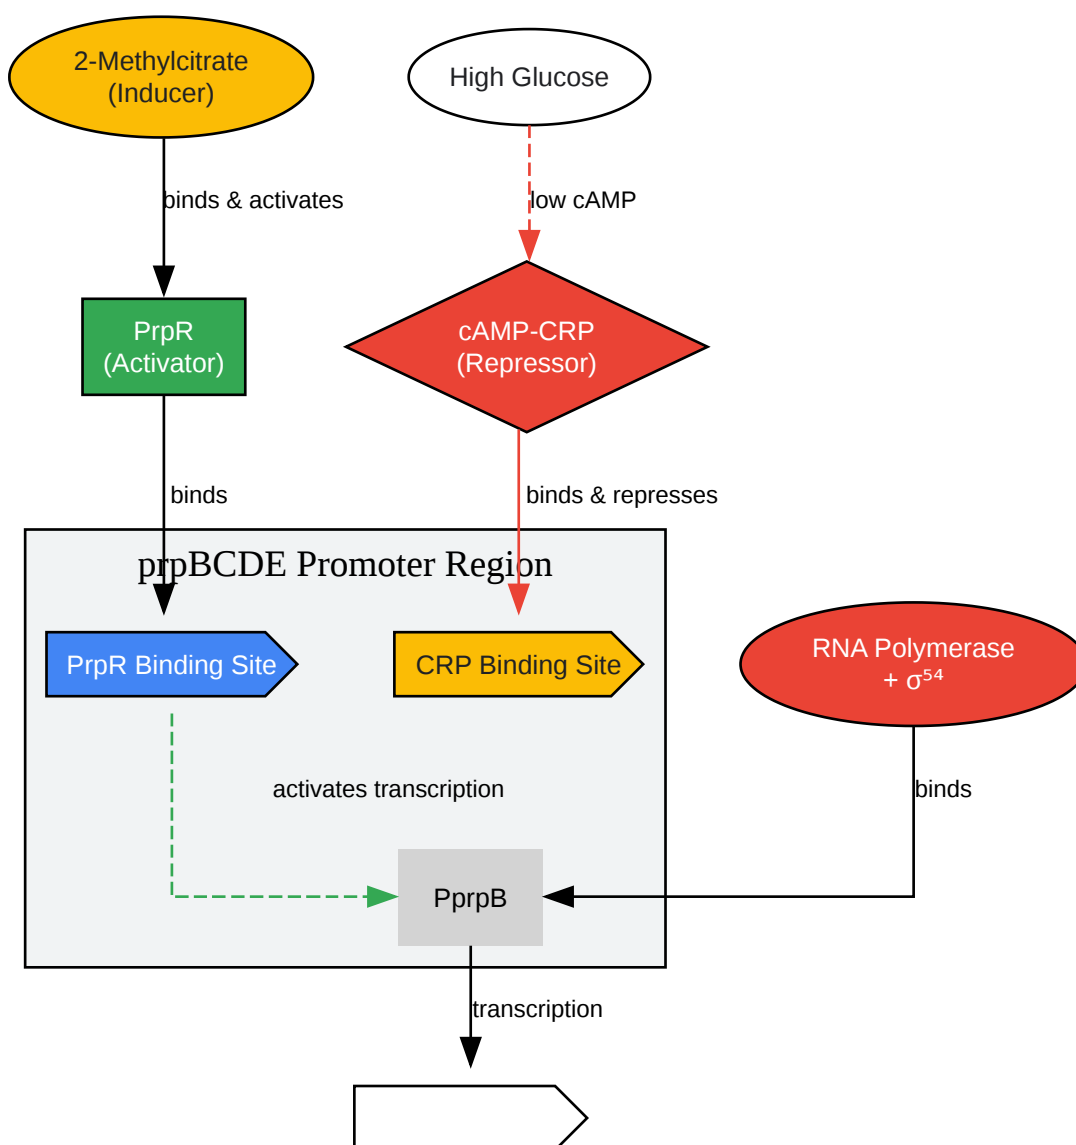 2-Methylcitrate
(Inducer)
High Glucose
binds & activates
low cAMP
PrpR
(Activator)
cAMP-CRP
(Repressor)
binds
binds & represses
prpBCDE Promoter Region
PrpR Binding Site
CRP Binding Site
RNA Polymerase
+ σ⁵⁴
activates transcription
binds
PprpB
transcription